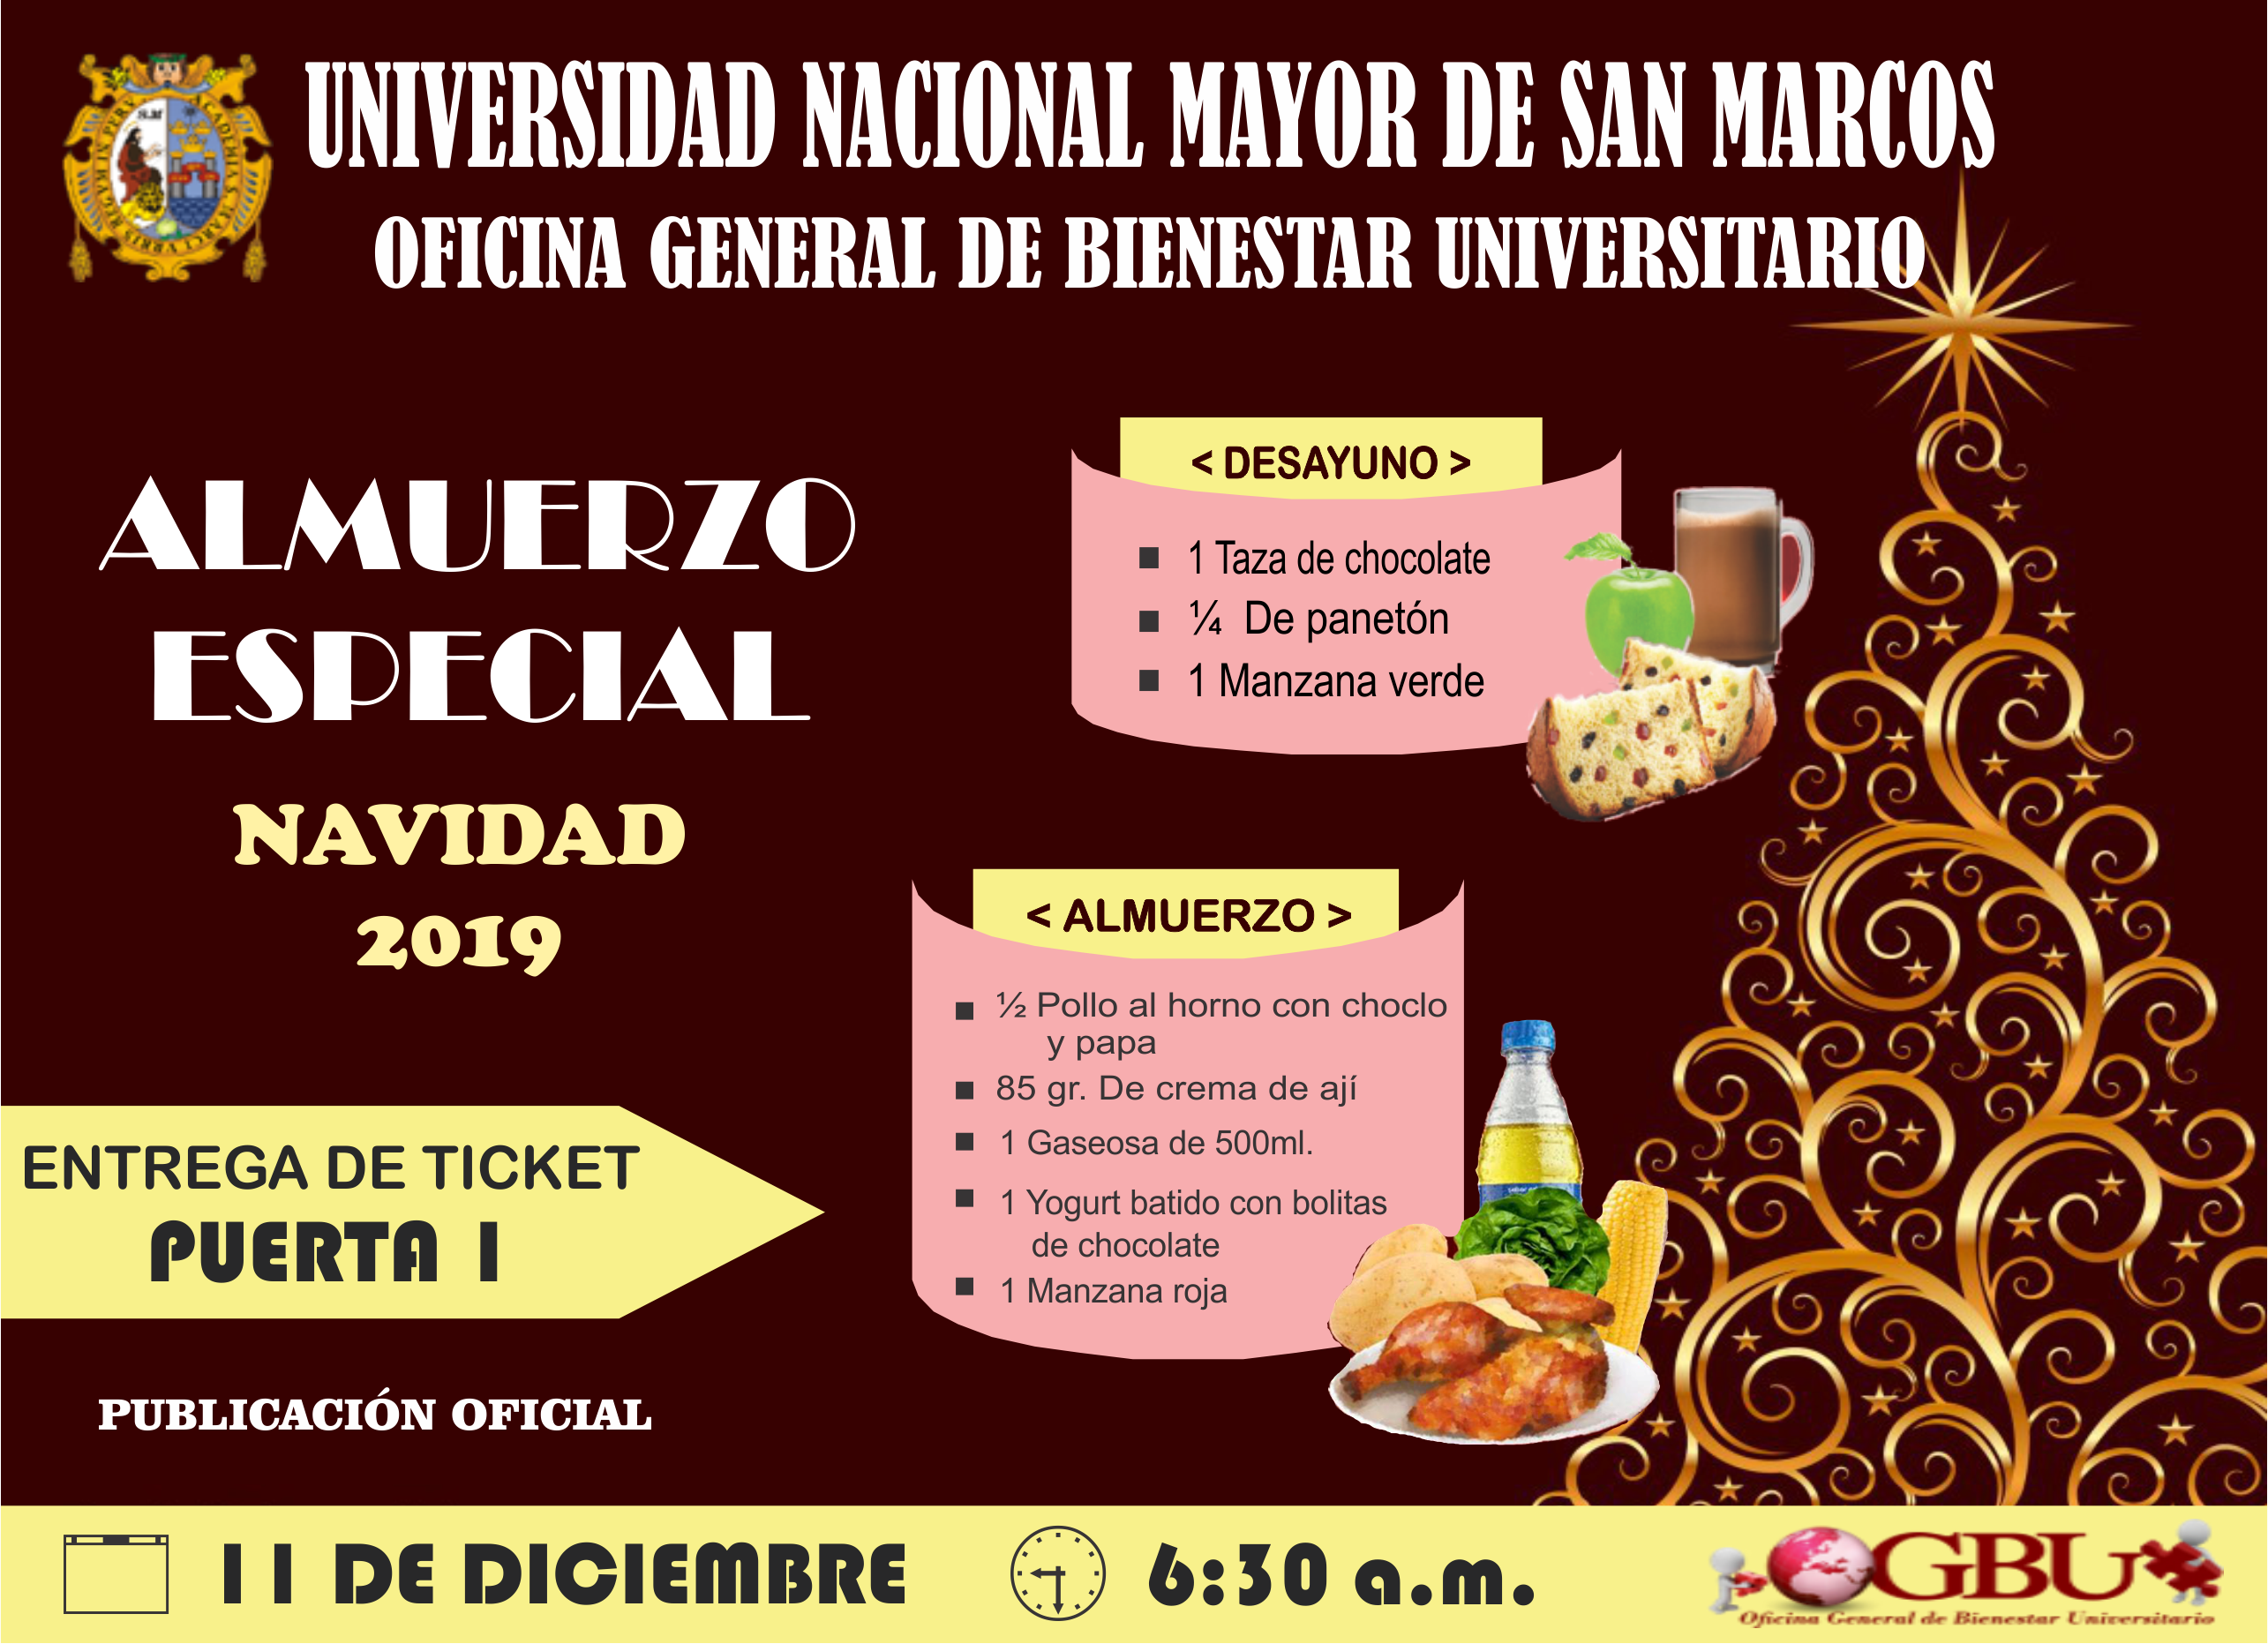 UNIVERSIDAD NACIONAL MAYOR DE SAN MARCOS
OFICINA GENERAL DE BIENESTAR UNIVERSITARIO
ALMUERZO
ESPECIAL
NAVIDAD
2019
ENTREGA DE TICKET
PUERTA 1
PUBLICACIÓN OFICIAL
< DESAYUNO >
1 Taza de chocolate
¼ De panetón
1 Manzana verde
< ALMUERZO >
½ Pollo al horno con choclo
y papa
85 gr. De crema de ají
1 Gaseosa de 500ml.
1 Yogurt batido con bolitas
de chocolate
1 Manzana roja
11 DE DICIEMBRE
6:30 a.m.
OGBU
Oficina General de Bienestar Universitario